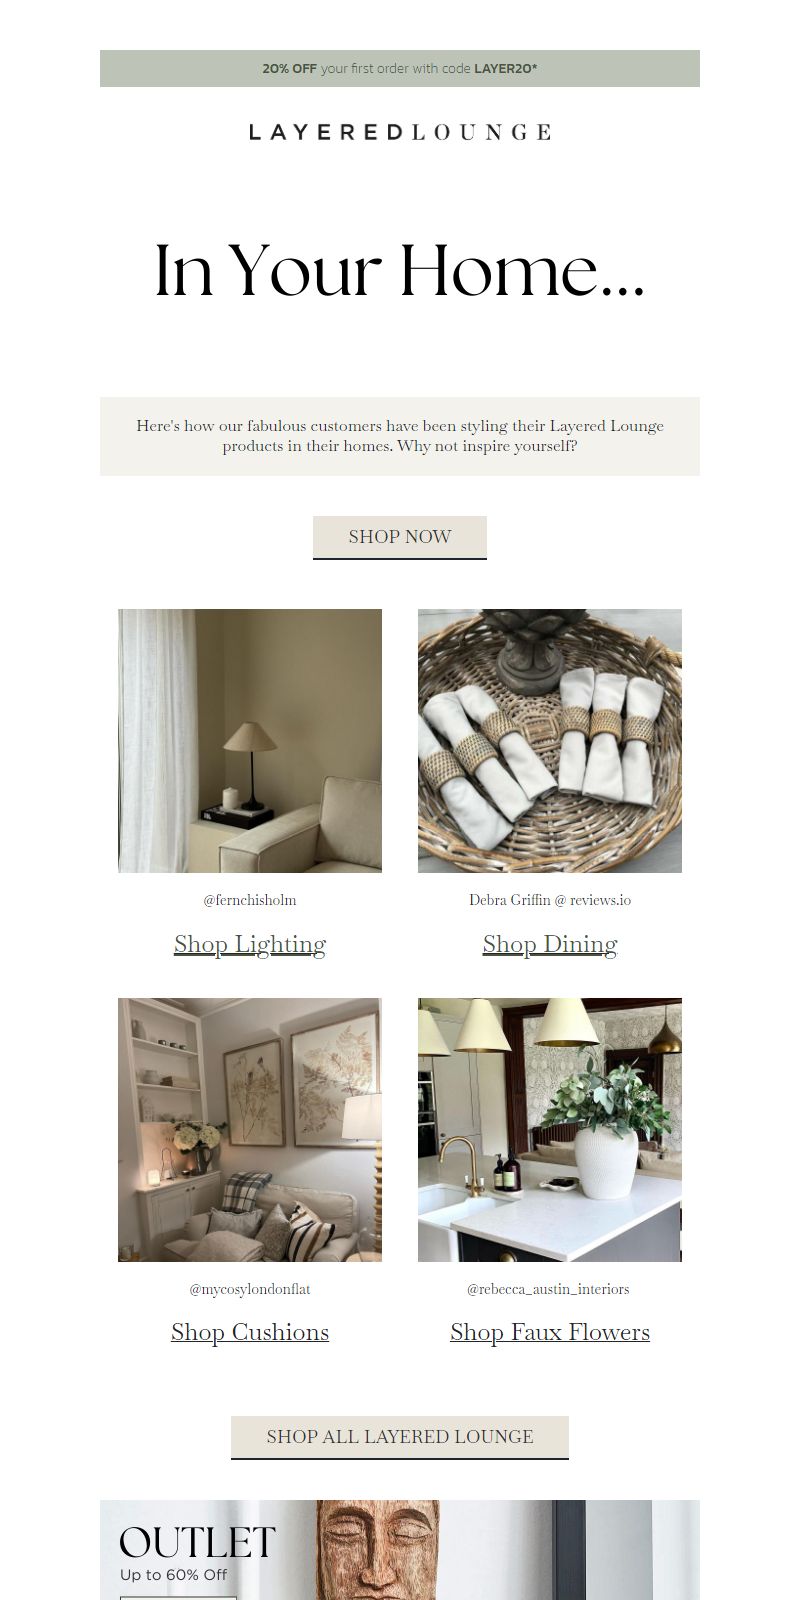 20% OFF your first order with code LAYER20*
LAYEREDLOUNGE
In Your Home...
Here's how our fabulous customers have been styling their Layered Lounge
products in their homes. Why not inspire yourself?
SHOP NOW
@fernchisholm
Debra Griffin @ reviews.io
Shop Lighting
Shop Dining
@mycosylondonflat
@rebecca_austin_interiors
Shop Cushions
Shop Faux Flowers
SHOP ALL LAYERED LOUNGE
OUTLET
Up to 60% Off